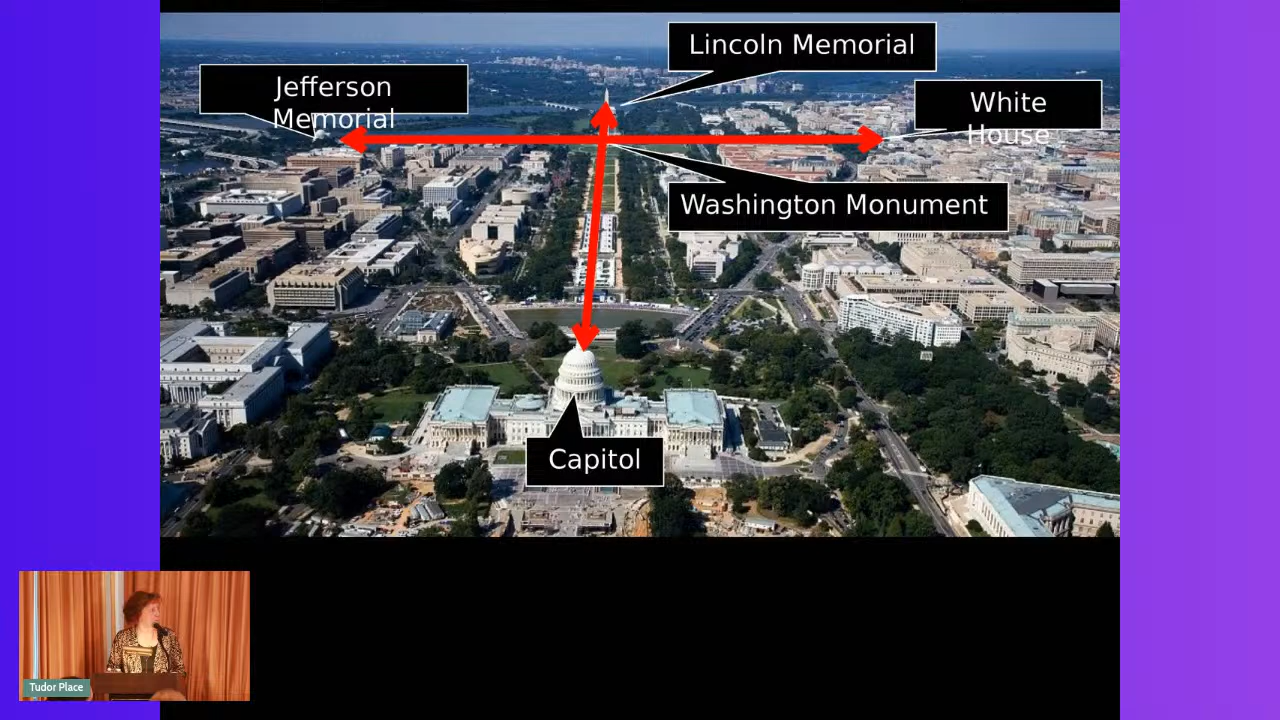 Lincoln Memorial
Jefferson
Memorial
White
House
Washington Monument
Capitol
Tudor Place